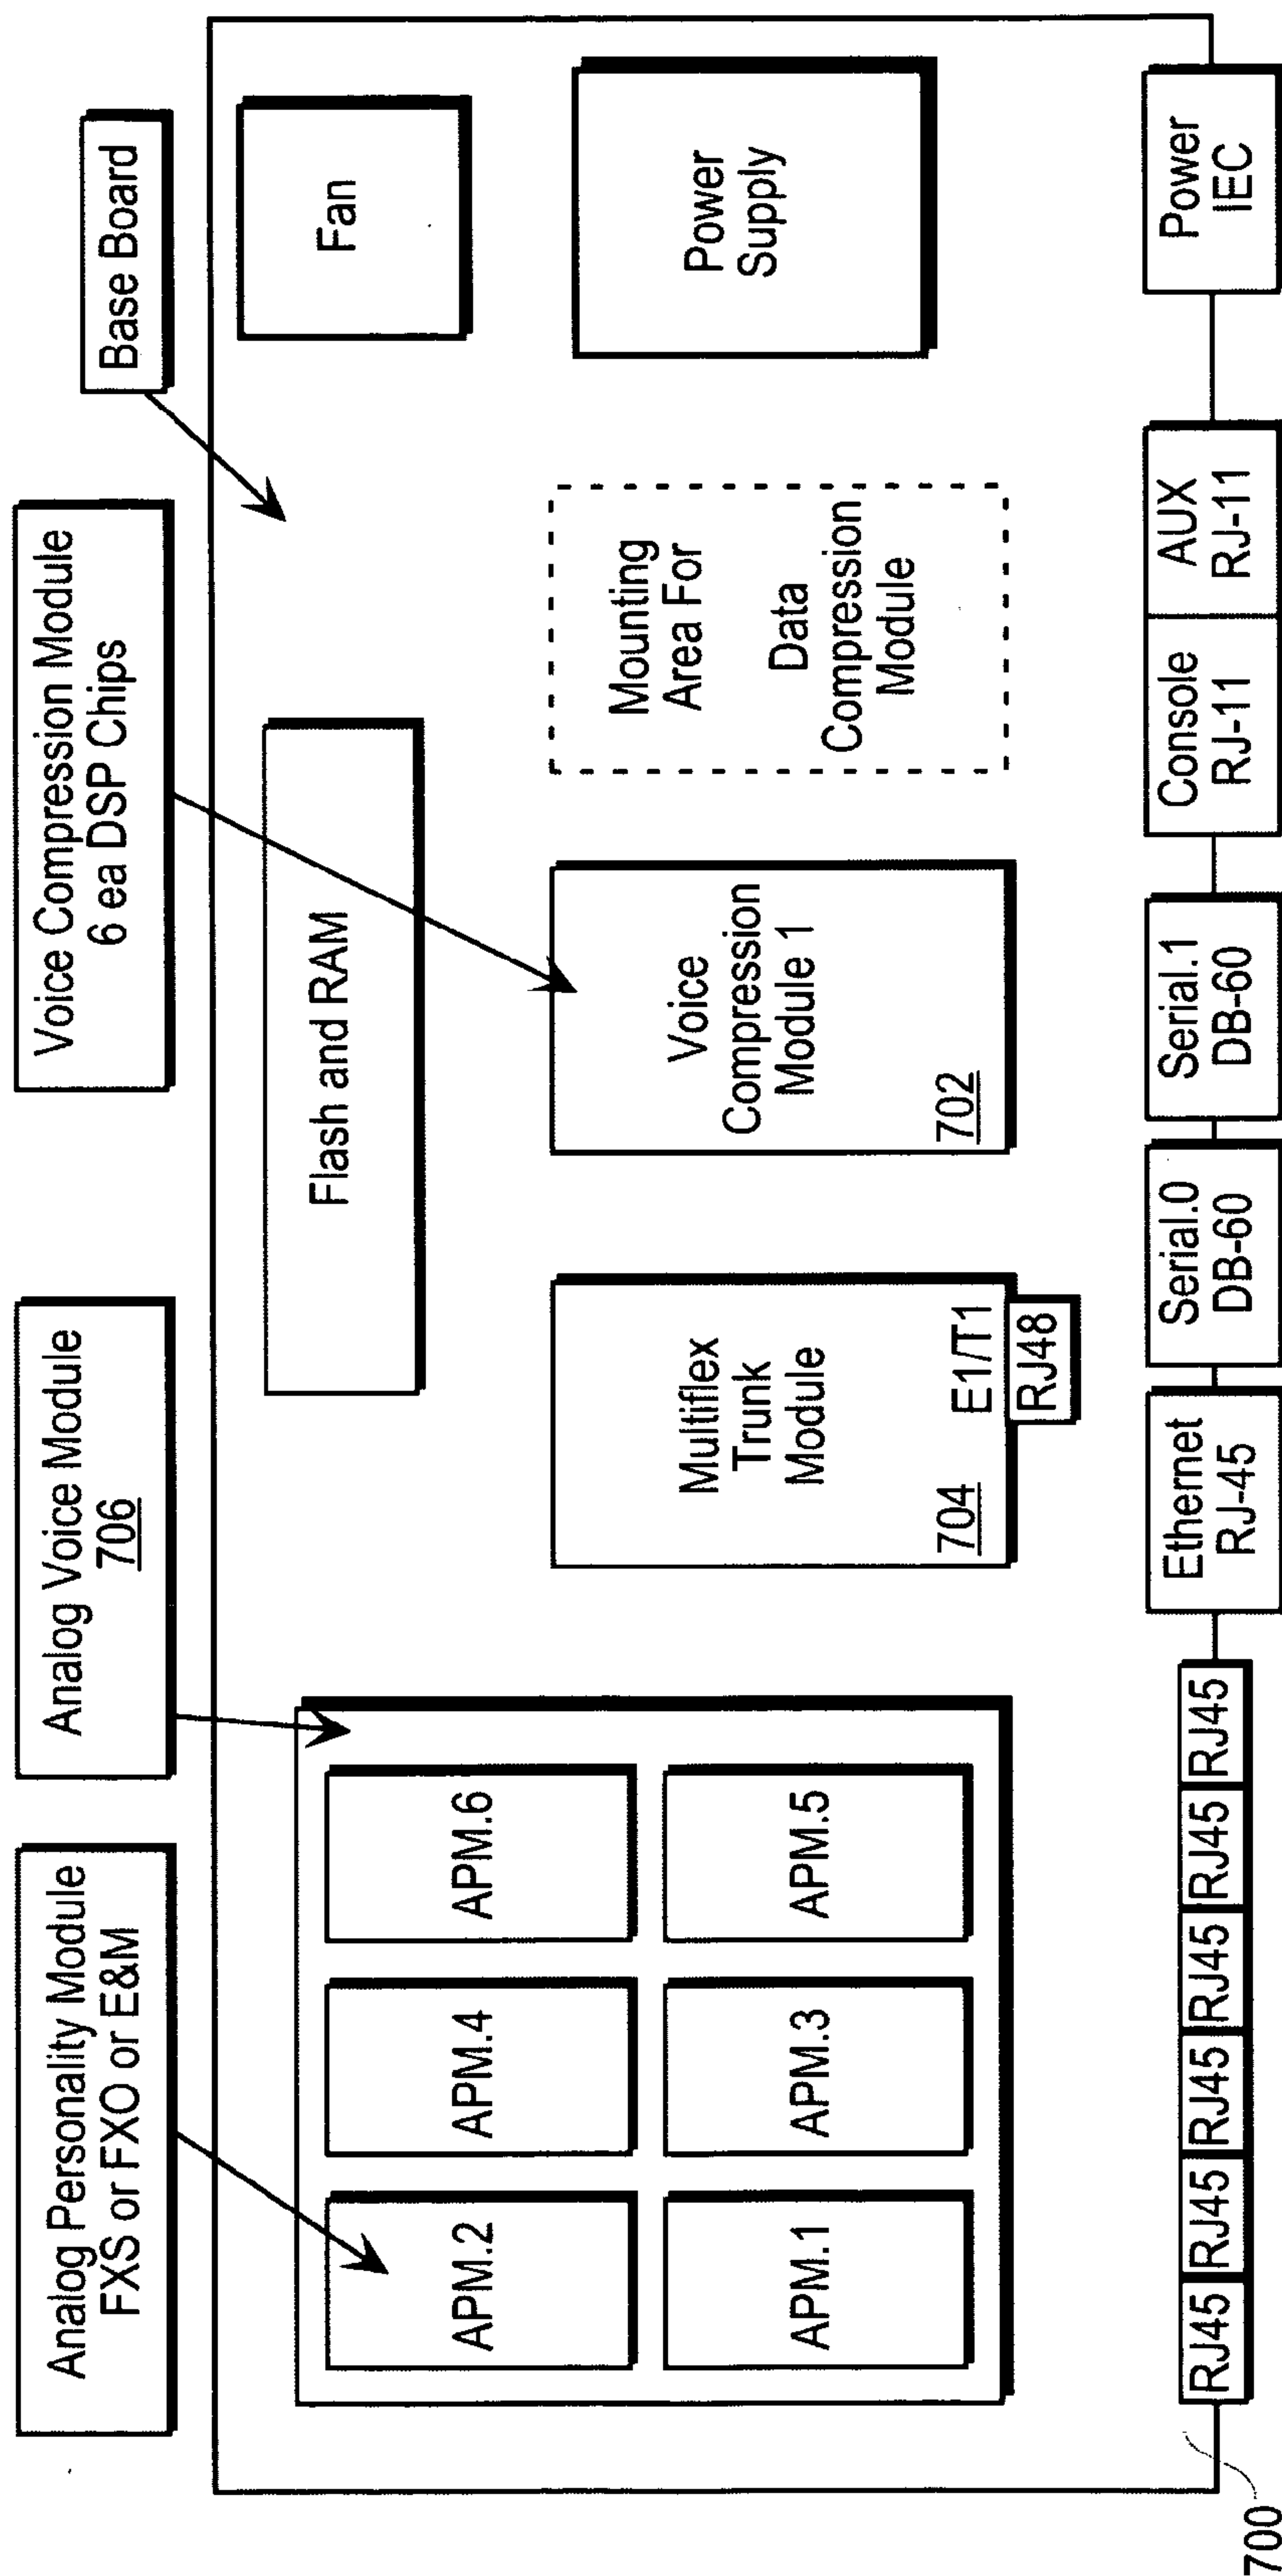 Analog Personality Module
FXS or FXO or E&M
Analog Voice Module
706
Voice Compression Module
6 ea DSP Chips
Base Board
Flash and RAM
Fan
APM.2
APM.4
APM.6
APM.1
APM.3
APM.5
Multiflex
Trunk
Module
704
E1/T1
RJ48
Voice
Compression
Module 1
702
Mounting
Area For
Data
Compression
Module
Power
Supply
RJ45
RJ45
RJ45
RJ45
RJ45
RJ45
Ethernet
RJ-45
Serial.0
DB-60
Serial.1
DB-60
Console
RJ-11
AUX
RJ-11
Power
IEC
700